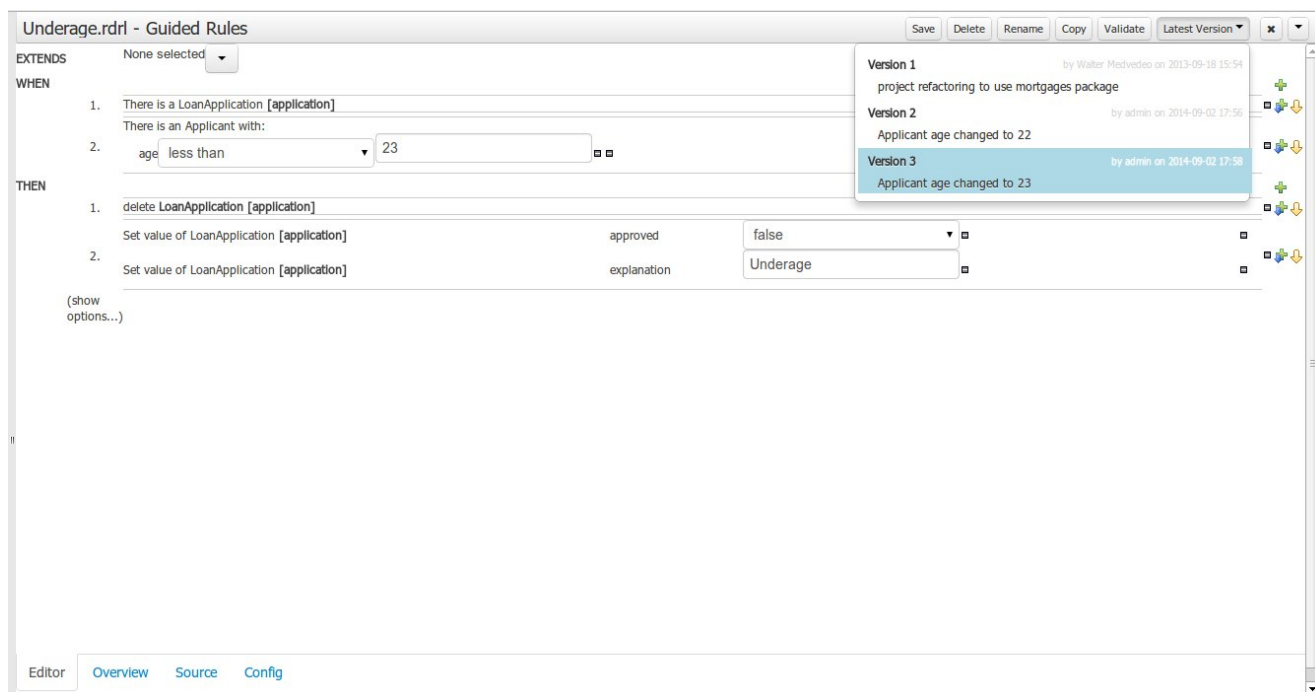 Underage.rdrl - Guided Rules
Save Delete Rename Copy Validate Latest Version
EXTENDS None selected
Version 1 by Walter Medvedeo on 2013-09-18 15:54
project refactoring to use mortgages package
Version 2 by admin on 2014-09-02 17:56
Applicant age changed to 22
Version 3 by admin on 2014-09-02 17:58
Applicant age changed to 23
WHEN
1. There is a LoanApplication [application]
There is an Applicant with:
2. age less than 23
THEN
1. delete LoanApplication [application]
Set value of LoanApplication [application] approved false
2.
Set value of LoanApplication [application] explanation Underage
(show
options...)
Editor Overview Source Config